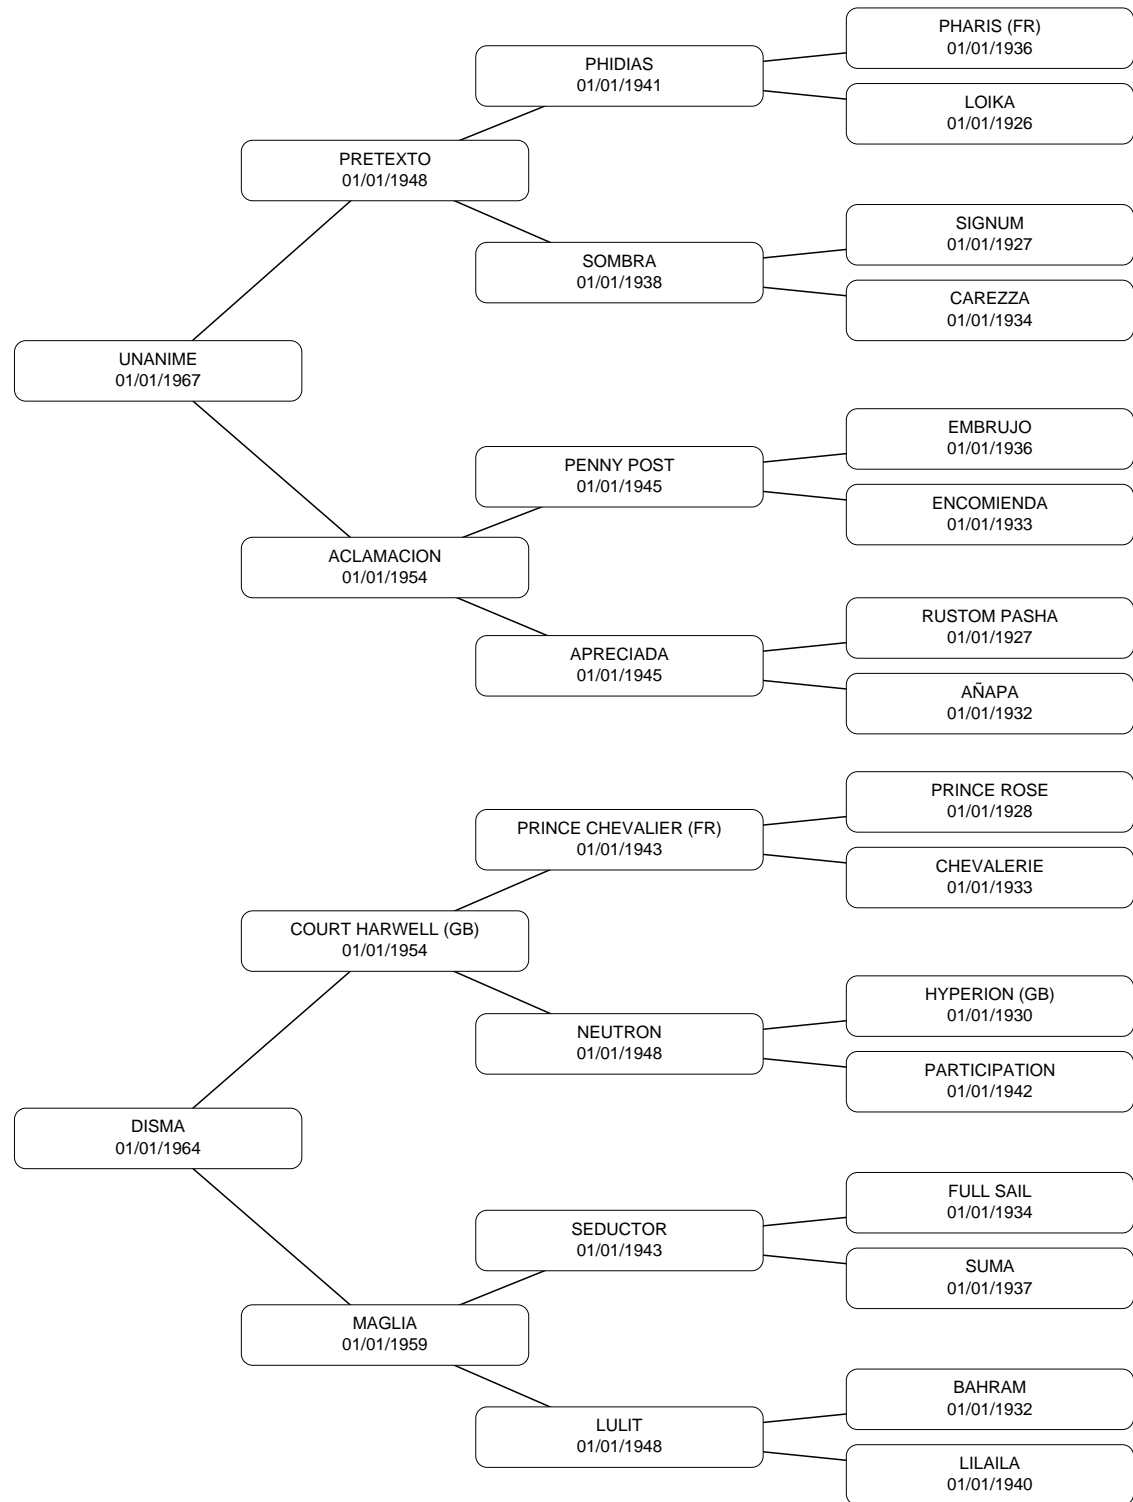 PHARIS (FR)
01/01/1936
PHIDIAS
01/01/1941
LOIKA
01/01/1926
PRETEXTO
01/01/1948
SIGNUM
01/01/1927
SOMBRA
01/01/1938
CAREZZA
01/01/1934
UNANIME
01/01/1967
EMBRUJO
01/01/1936
PENNY POST
01/01/1945
ENCOMIENDA
01/01/1933
ACLAMACION
01/01/1954
RUSTOM PASHA
01/01/1927
APRECIADA
01/01/1945
AÑAPA
01/01/1932
PRINCE ROSE
01/01/1928
PRINCE CHEVALIER (FR)
01/01/1943
CHEVALERIE
01/01/1933
COURT HARWELL (GB)
01/01/1954
HYPERION (GB)
01/01/1930
NEUTRON
01/01/1948
PARTICIPATION
01/01/1942
DISMA
01/01/1964
FULL SAIL
01/01/1934
SEDUCTOR
01/01/1943
SUMA
01/01/1937
MAGLIA
01/01/1959
BAHRAM
01/01/1932
LULIT
01/01/1948
LILAILA
01/01/1940